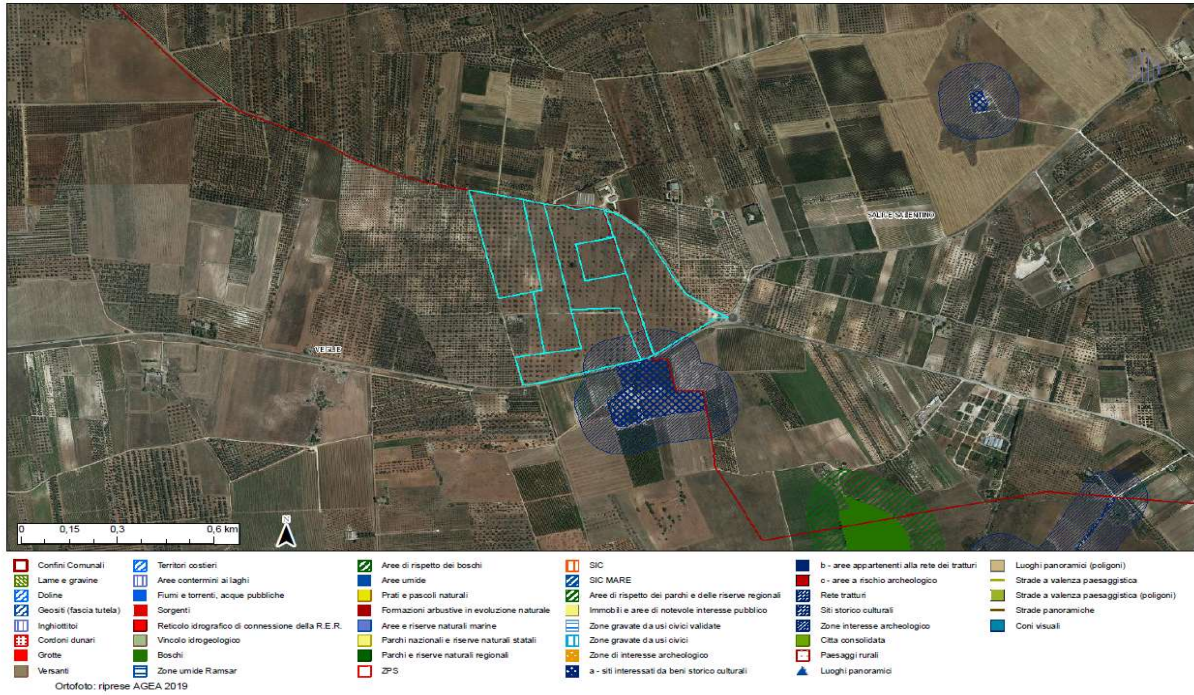 SALICE SALENTINO
VEGLIE
0 0,15 0,3 0,6 km
N
Confini Comunali
Lame e gravine
Doline
Geositi (fascia tutela)
Inghiottitoi
Cordoni dunari
Grotte
Versanti
Territori costieri
Aree contermini ai laghi
Fiumi e torrenti, acque pubbliche
Sorgenti
Reticolo idrografico di connessione della R.E.R.
Vincolo idrogeologico
Boschi
Zone umide Ramsar
Aree di rispetto dei boschi
Aree umide
Prati e pascoli naturali
Formazioni arbustive in evoluzione naturale
Aree e riserve naturali marine
Parchi nazionali e riserve naturali statali
Parchi e riserve naturali regionali
ZPS
SIC
SIC MARE
Aree di rispetto dei parchi e delle riserve regionali
Immobili e aree di notevole interesse pubblico
Zone gravate da usi civici validate
Zone gravate da usi civici
Zone di interesse archeologico
a - siti interessati da beni storico culturali
b - aree appartenenti alla rete dei tratturi
c - aree a rischio archeologico
Rete tratturi
Siti storico culturali
Zone interesse archeologico
Citta consolidata
Paesaggi rurali
Luoghi panoramici
Luoghi panoramici (poligoni)
Strade a valenza paesaggistica
Strade a valenza paesaggistica (poligoni)
Strade panoramiche
Coni visuali
Ortofoto: riprese AGEA 2019